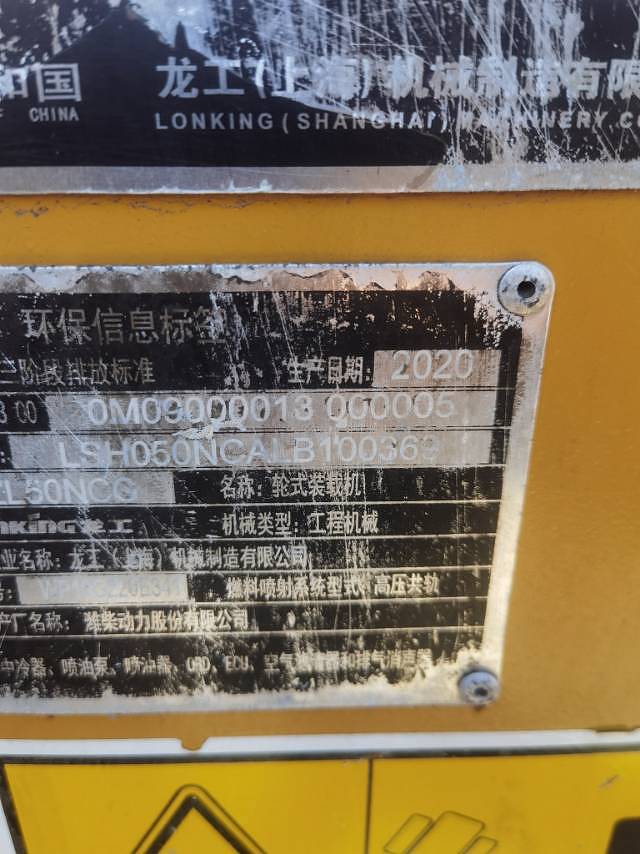 和国 龙工(上海)机械制造有限
CHINA LONKING(SHANGHAI)MACHINERY CO
环保信息标签
三阶段排放标准 生产日期: 2020
0M09000013 000005
LSH050NCALB100369
L50NCG 名称: 轮式装载机
NKING龙工 机械类型: 工程机械
业名称: 龙工(上海)机械制造有限公司
燃料喷射系统型式: 高压共轨
产厂名称: 潍柴动力股份有限公司
中冷器、喷油泵、喷油器、ORD、ECU、空气滤清器和排气消声器